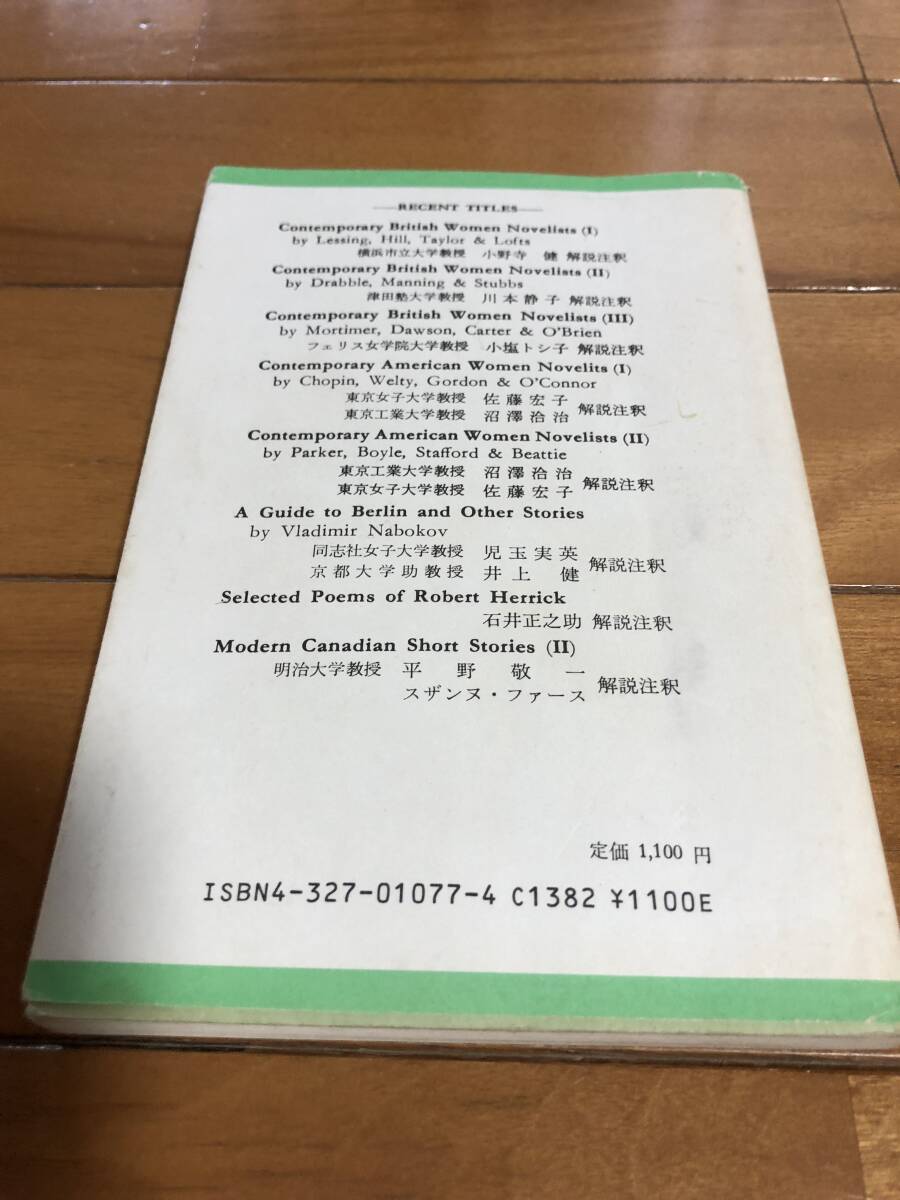 RECENT TITLES
Contemporary British Women Novelists (I)
by Lessing, Hill, Taylor & Lofts
横浜市立大学教授 小野寺 健 解説注釈
Contemporary British Women Novelists (II)
by Drabble, Manning & Stubbs
津田塾大学教授 川本静子 解説注釈
Contemporary British Women Novelists (III)
by Mortimer, Dawson, Carter & O'Brien
フェリス女学院大学教授 小塩トシ子 解説注釈
Contemporary American Women Novelits (I)
by Chopin, Welty, Gordon & O'Connor
東京女子大学教授 佐藤宏子
東京工業大学教授 沼澤洽治 解説注釈
Contemporary American Women Novelists (II)
by Parker, Boyle, Stafford & Beattie
東京工業大学教授 沼澤洽治
東京女子大学教授 佐藤宏子 解説注釈
A Guide to Berlin and Other Stories
by Vladimir Nabokov
同志社女子大学教授 児玉実英
京都大学助教授 井上 健 解説注釈
Selected Poems of Robert Herrick
石井正之助 解説注釈
Modern Canadian Short Stories (II)
明治大学教授 平野敬一
スザンヌ・ファース 解説注釈
定価 1,100 円
ISBN4-327-01077-4 C1382 ¥1100E